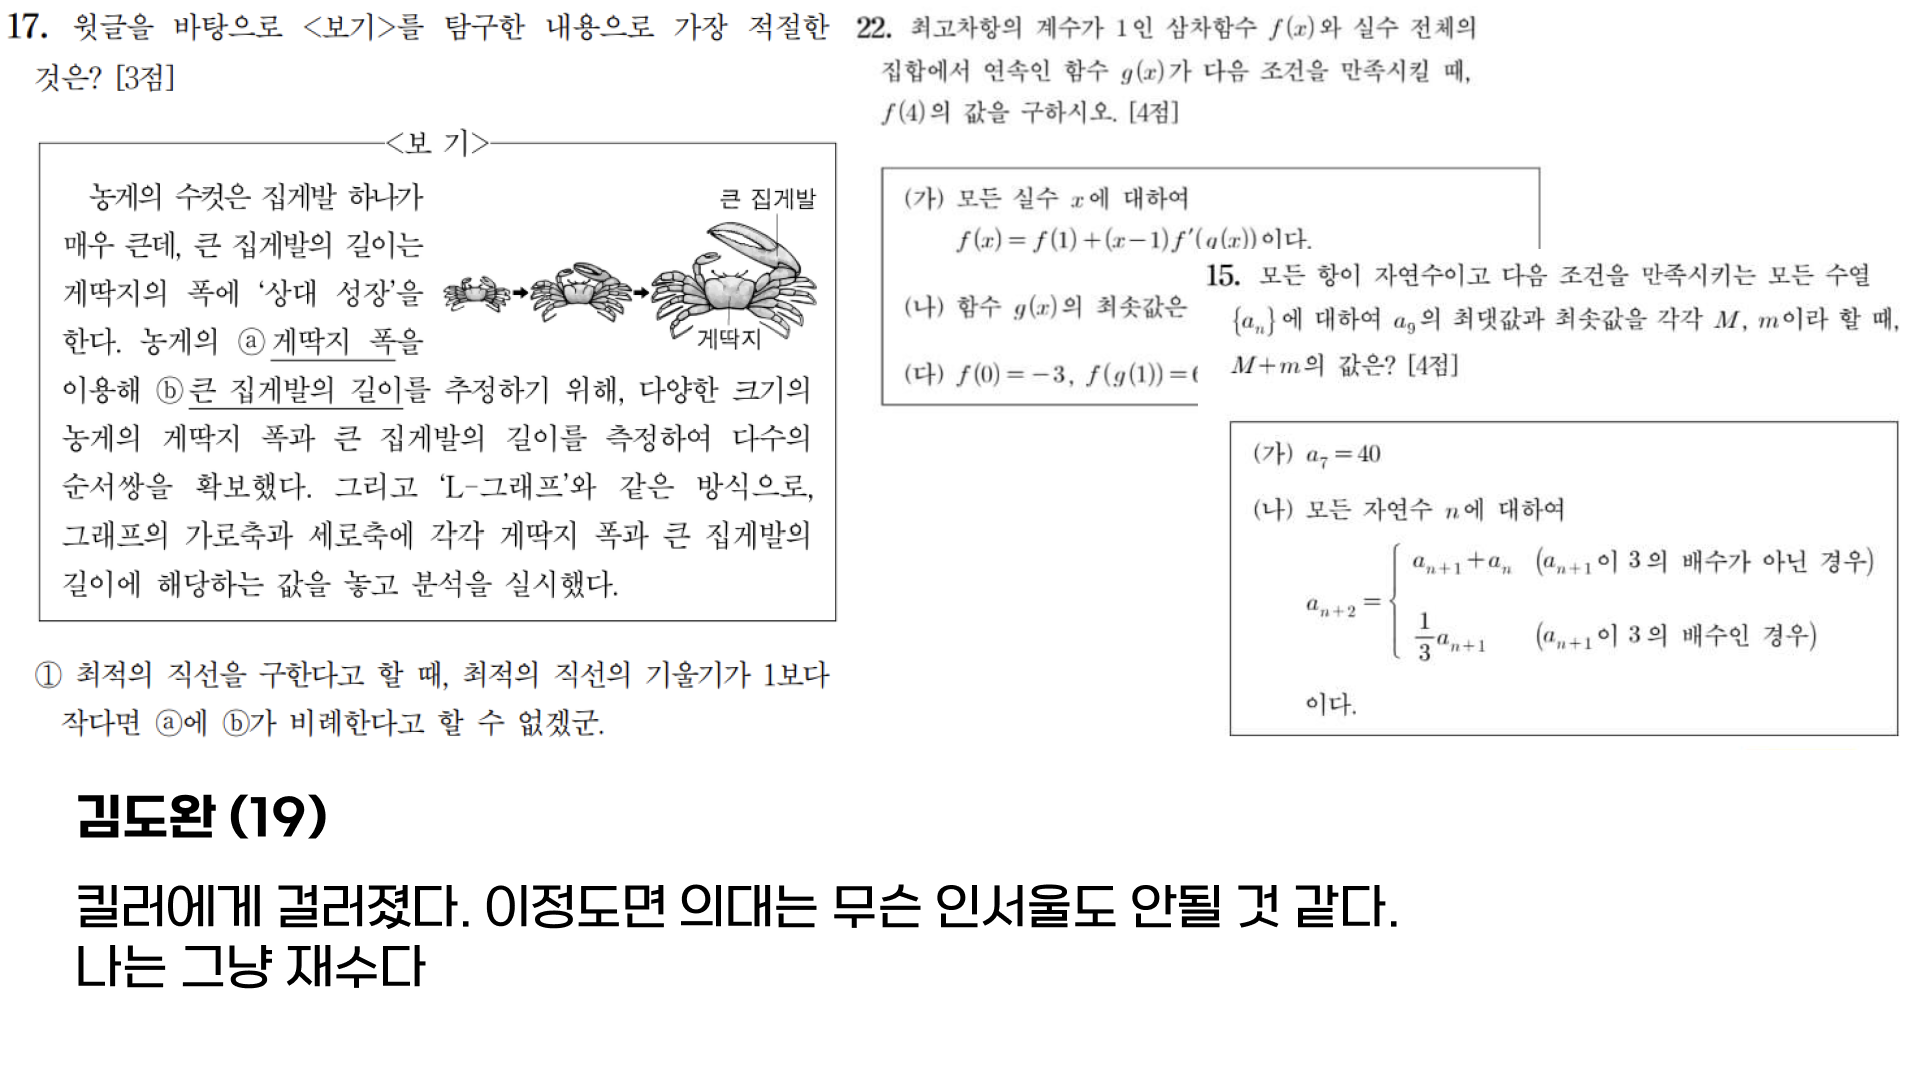 17. 윗글을 바탕으로 <보기>를 탐구한 내용으로 가장 적절한
것은? [3점]
<보 기>
농게의 수컷은 집게발 하나가
매우 큰데, 큰 집게발의 길이는
게딱지의 폭에 ‘상대 성장’을
한다. 농게의 ⓐ게딱지 폭을
이용해 ⓑ큰 집게발의 길이를 추정하기 위해, 다양한 크기의
농게의 게딱지 폭과 큰 집게발의 길이를 측정하여 다수의
순서쌍을 확보했다. 그리고 ‘L-그래프’와 같은 방식으로,
그래프의 가로축과 세로축에 각각 게딱지 폭과 큰 집게발의
길이에 해당하는 값을 놓고 분석을 실시했다.
큰 집게발
게딱지
① 최적의 직선을 구한다고 할 때, 최적의 직선의 기울기가 1보다
작다면 ⓐ에 ⓑ가 비례한다고 할 수 없겠군.
22. 최고차항의 계수가 1인 삼차함수 f(x)와 실수 전체의
집합에서 연속인 함수 g(x)가 다음 조건을 만족시킬 때,
f(4)의 값을 구하시오. [4점]
(가) 모든 실수 x에 대하여
f(x)=f(1)+(x-1)f′(g(x))이다.
(나) 함수 g(x)의 최솟값은
(다) f(0)=-3, f(g(1))=
15. 모든 항이 자연수이고 다음 조건을 만족시키는 모든 수열
{aₙ}에 대하여 a₉의 최댓값과 최솟값을 각각 M, m이라 할 때,
M+m의 값은? [4점]
(가) a₇=40
(나) 모든 자연수 n에 대하여
aₙ₊₁+aₙ (aₙ₊₁이 3의 배수가 아닌 경우)
aₙ₊₂=
1/3 aₙ₊₁ (aₙ₊₁이 3의 배수인 경우)
이다.
김도완 (19)
킬러에게 걸러졌다. 이정도면 의대는 무슨 인서울도 안될 것 같다.
나는 그냥 재수다